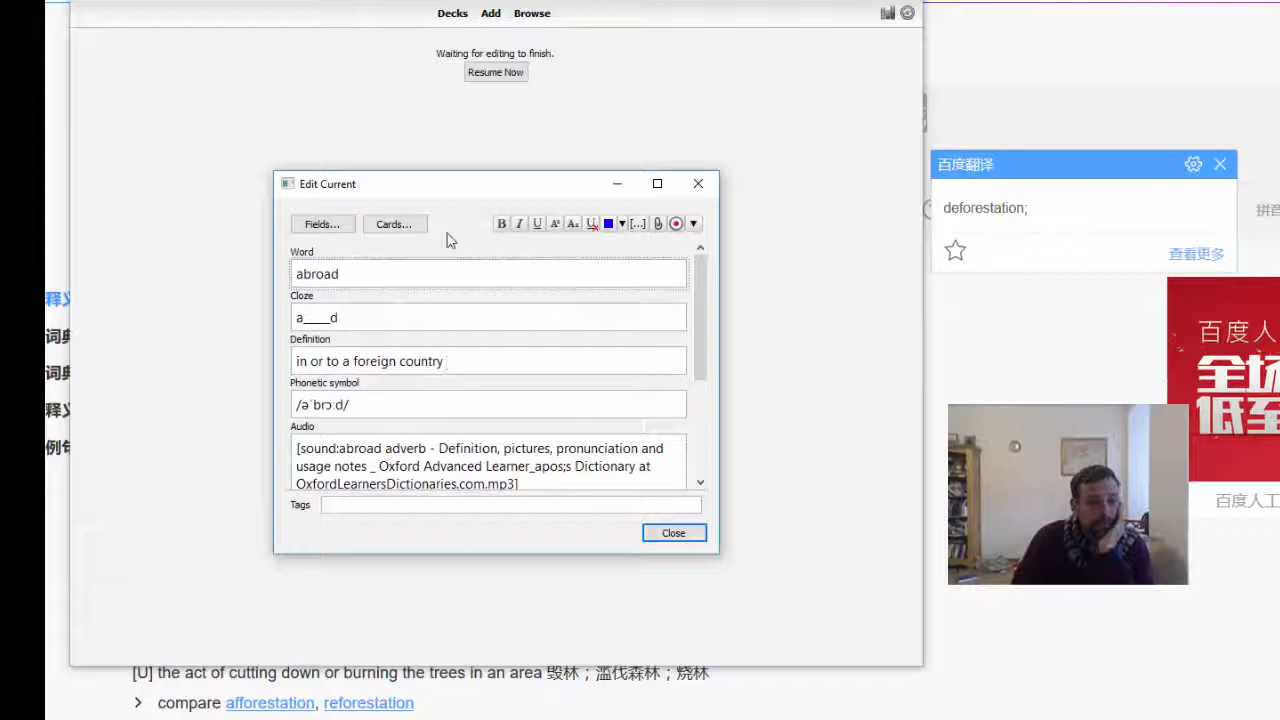 Decks Add Browse
Waiting for editing to finish.
Resume Now
Edit Current
Fields... Cards...
B I U
[...]
Word
abroad
Cloze
a____d
Definition
in or to a foreign country
Phonetic symbol
/əˈbrɔːd/
Audio
[sound:abroad adverb - Definition, pictures, pronunciation and
usage notes _ Oxford Advanced Learner_apos;s Dictionary at
OxfordLearnersDictionaries.com.mp3]
Tags
Close
百度翻译
deforestation;
查看更多
拼音
释义
词典
词典
释义
例句
百度人
全场
低至
百度人工
[U] the act of cutting down or burning the trees in an area 毁林；滥伐森林；烧林
compare afforestation, reforestation